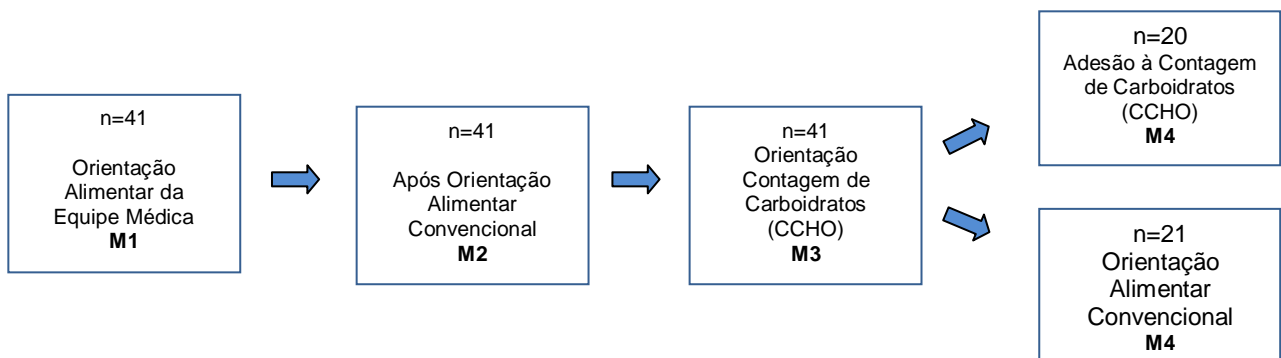 n=41
Orientação
Alimentar da
Equipe Médica
M1
n=41
Após Orientação
Alimentar
Convencional
M2
n=41
Orientação
Contagem de
Carboidratos
(CCHO)
M3
n=20
Adesão à Contagem
de Carboidratos
(CCHO)
M4
n=21
Orientação
Alimentar
Convencional
M4